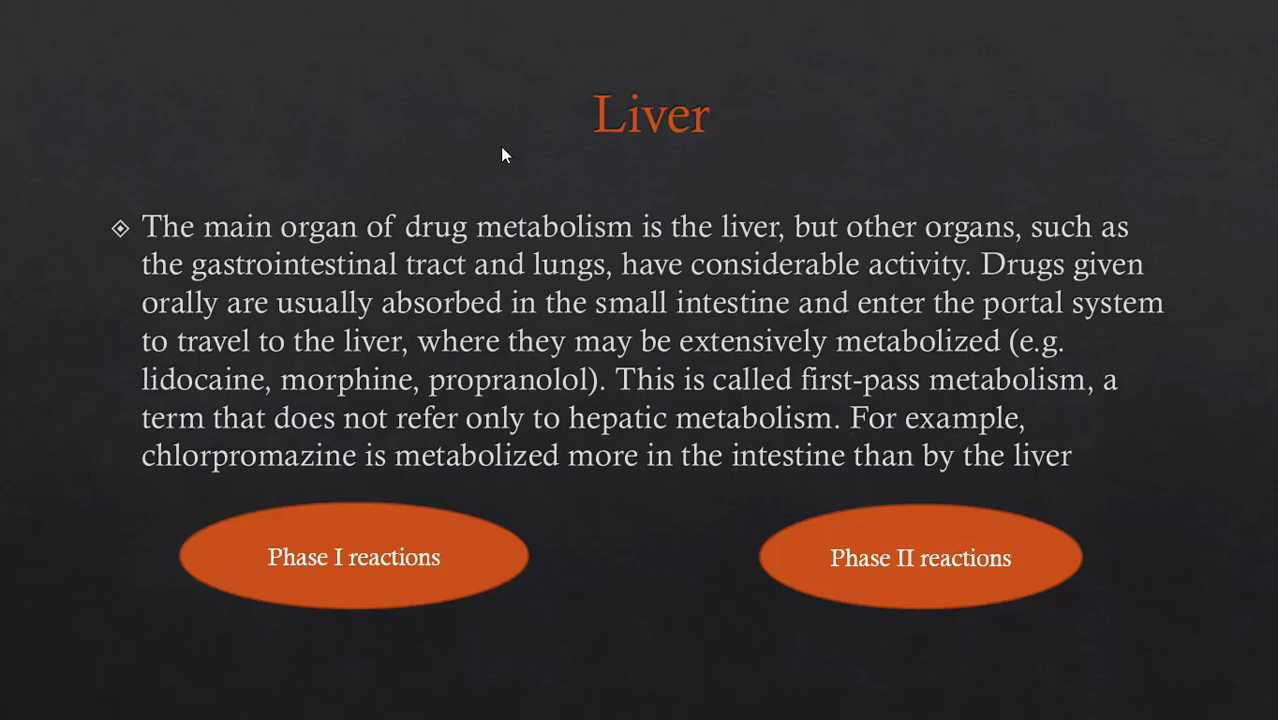 Liver
The main organ of drug metabolism is the liver, but other organs, such as
the gastrointestinal tract and lungs, have considerable activity. Drugs given
orally are usually absorbed in the small intestine and enter the portal system
to travel to the liver, where they may be extensively metabolized (e.g.
lidocaine, morphine, propranolol). This is called first-pass metabolism, a
term that does not refer only to hepatic metabolism. For example,
chlorpromazine is metabolized more in the intestine than by the liver
Phase I reactions
Phase II reactions